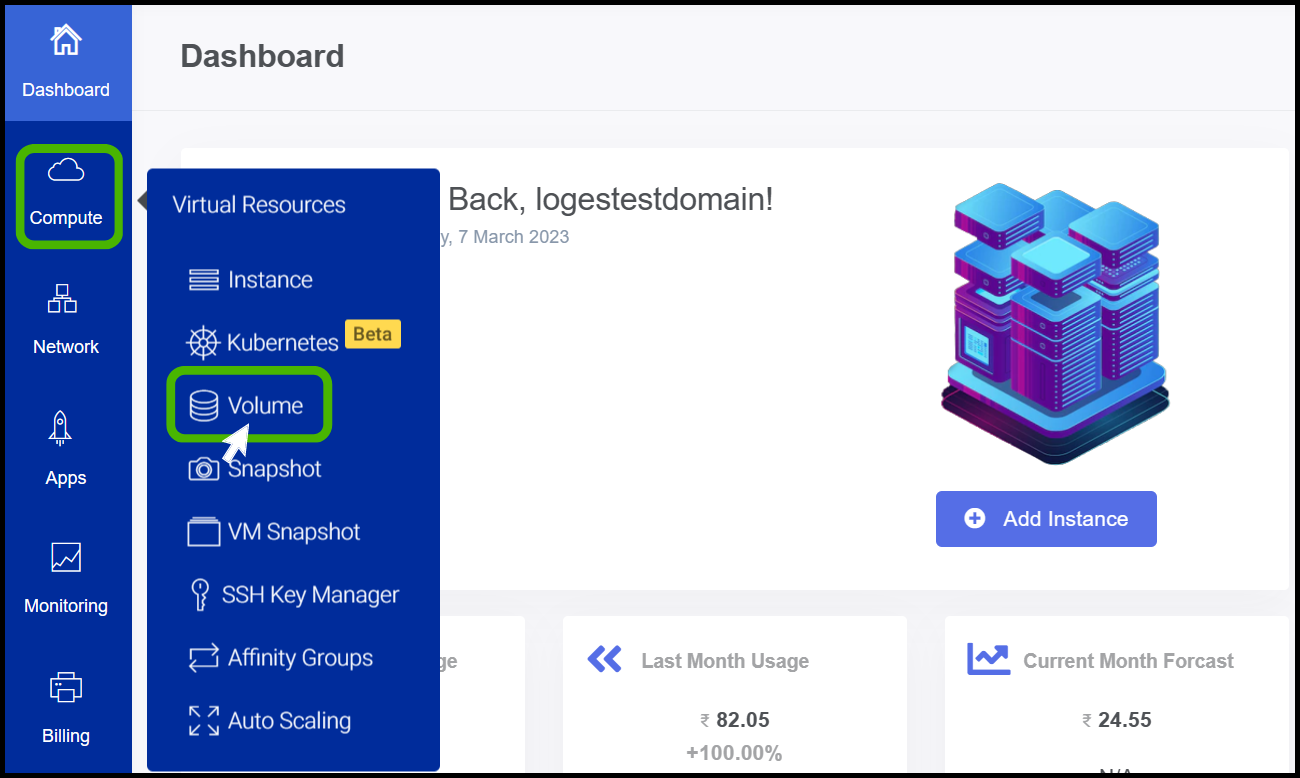 Dashboard
Compute
Network
Apps
Monitoring
Billing
Dashboard
Virtual Resources
Instance
Kubernetes Beta
Volume
Snapshot
VM Snapshot
SSH Key Manager
Affinity Groups
Auto Scaling
Back, logestestdomain!
7 March 2023
Add Instance
Last Month Usage
₹ 82.05
+100.00%
Current Month Forcast
₹ 24.55